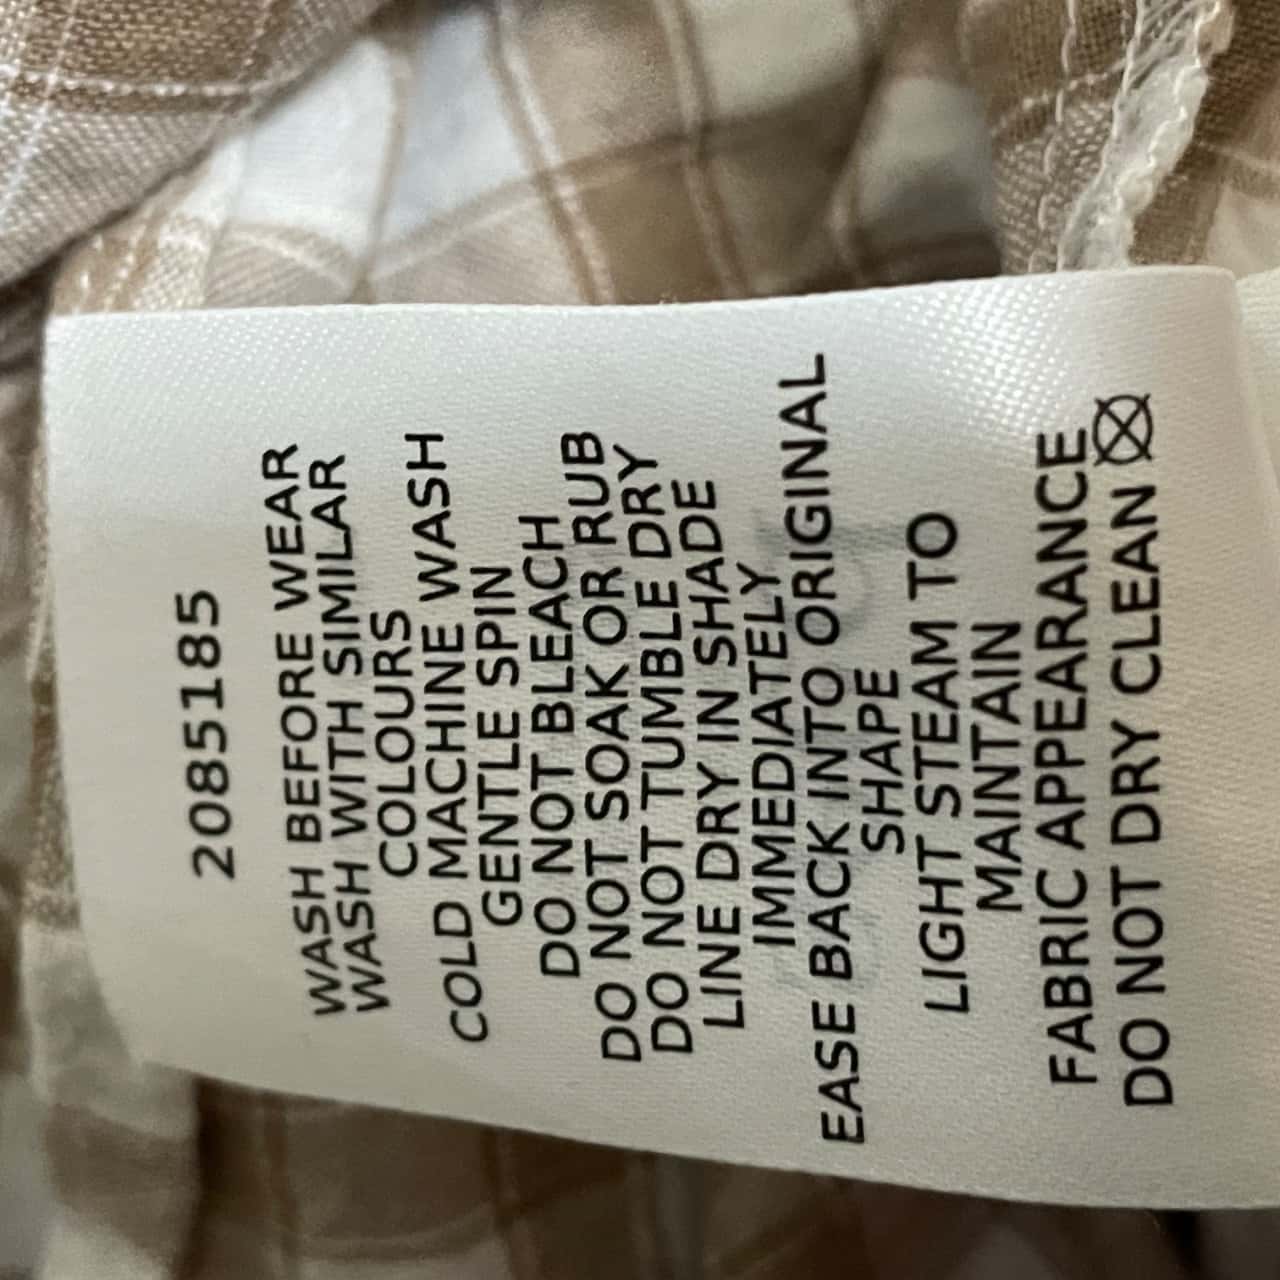 2085185
WASH BEFORE WEAR
WASH WITH SIMILAR
COLOURS
COLD MACHINE WASH
GENTLE SPIN
DO NOT BLEACH
DO NOT SOAK OR RUB
DO NOT TUMBLE DRY
LINE DRY IN SHADE
IMMEDIATELY
EASE BACK INTO ORIGINAL
SHAPE
LIGHT STEAM TO
MAINTAIN
FABRIC APPEARANCE
DO NOT DRY CLEAN